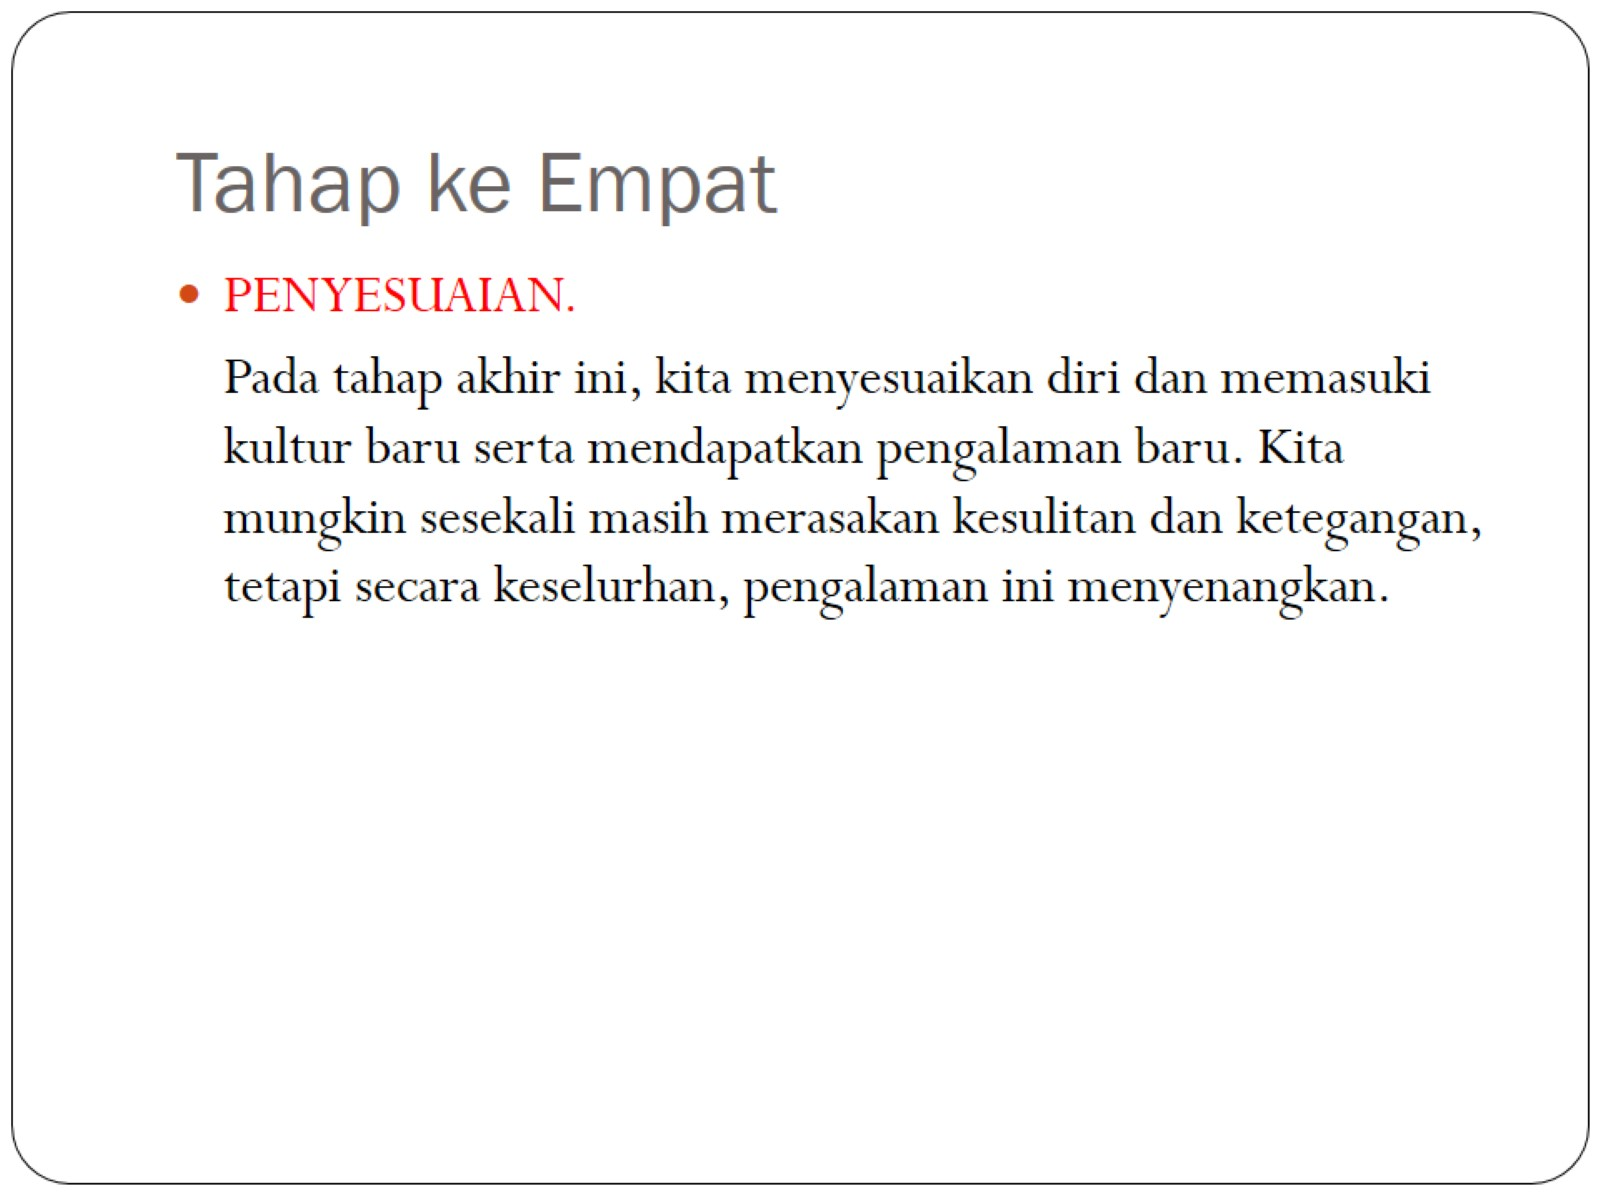 Tahap ke Empat
• PENYESUAIAN.
Pada tahap akhir ini, kita menyesuaikan diri dan memasuki
kultur baru serta mendapatkan pengalaman baru. Kita
mungkin sesekali masih merasakan kesulitan dan ketegangan,
tetapi secara keselurhan, pengalaman ini menyenangkan.